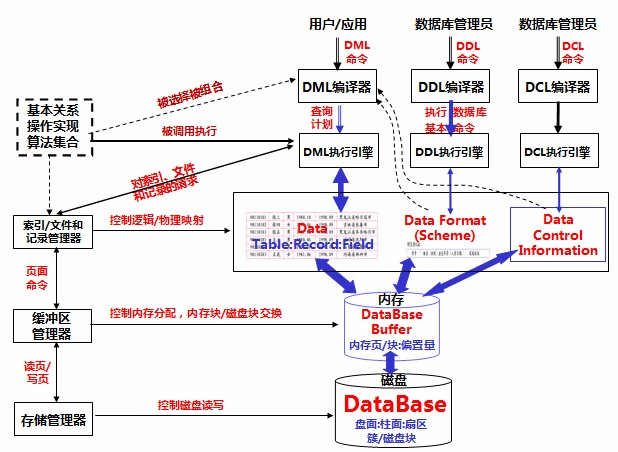 用户/应用
数据库管理员
数据库管理员
DML
命令
DDL
命令
DCL
命令
DML编译器
DDL编译器
DCL编译器
被选择被组合
基本关系
操作实现
算法集合
查询
计划
执行 数据库
基本 命令
被调用执行
DML执行引擎
DDL执行引擎
DCL执行引擎
对索引、文件
和记录的请求
索引/文件和
记录管理器
控制逻辑/物理映射
Data
Table:Record:Field
Data Format
(Scheme)
Data
Control
Information
页面
命令
缓冲区
管理器
控制内存分配，内存块/磁盘块交换
内存
DataBase
Buffer
内存页/块:偏置量
读页/
写页
存储管理器
控制磁盘读写
磁盘
DataBase
盘面:柱面:扇区
簇/磁盘块